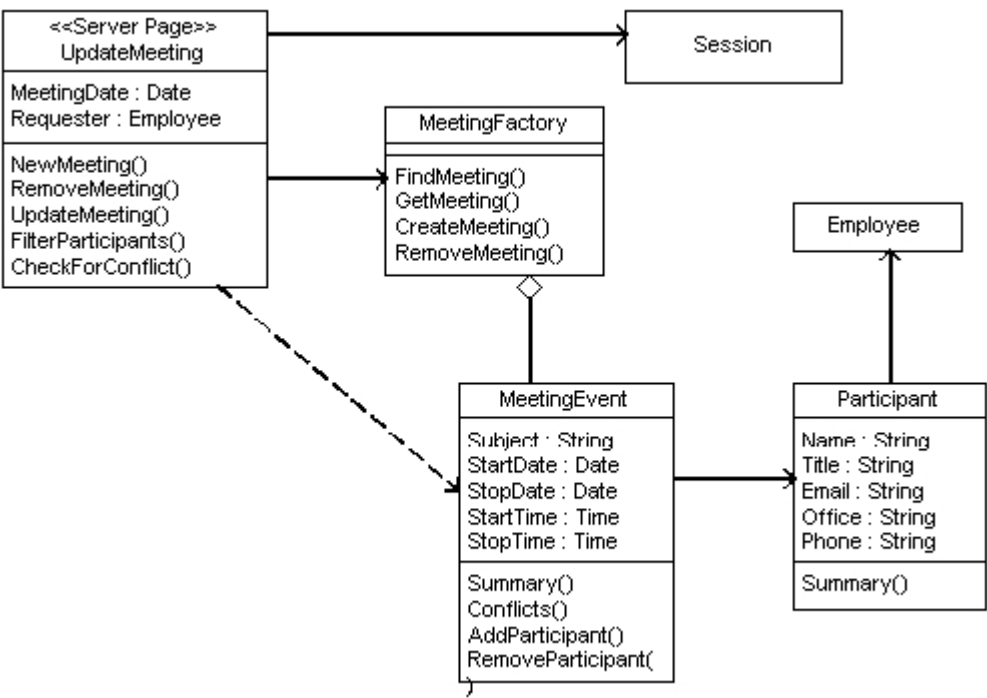 <<Server Page>>
UpdateMeeting
MeetingDate : Date
Requester : Employee
NewMeeting()
RemoveMeeting()
UpdateMeeting()
FilterParticipants()
CheckForConflict()
Session
MeetingFactory
FindMeeting()
GetMeeting()
CreateMeeting()
RemoveMeeting()
Employee
MeetingEvent
Subject : String
StartDate : Date
StopDate : Date
StartTime : Time
StopTime : Time
Summary()
Conflicts()
AddParticipant()
RemoveParticipant(
)
Participant
Name : String
Title : String
Email : String
Office : String
Phone : String
Summary()